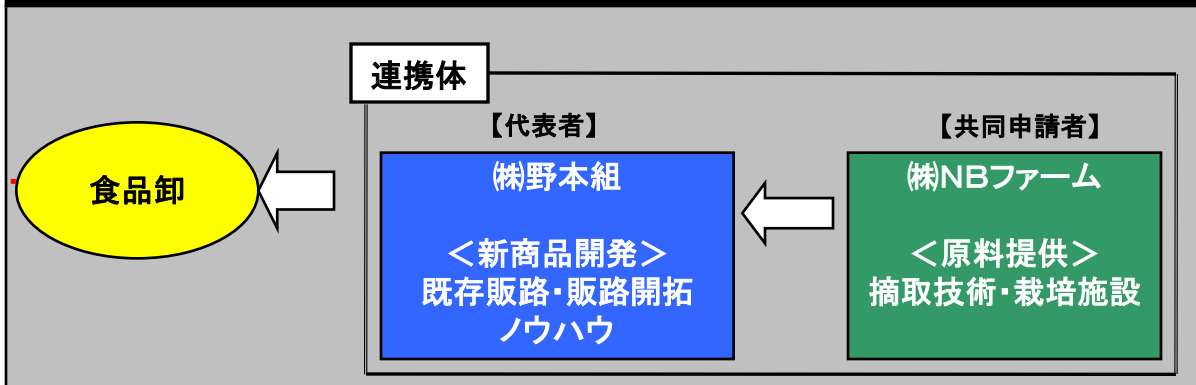 連携体
【代表者】
【共同申請者】
食品卸
㈱野本組
<新商品開発>
既存販路・販路開拓
ノウハウ
㈱NBファーム
<原料提供>
摘取技術・栽培施設